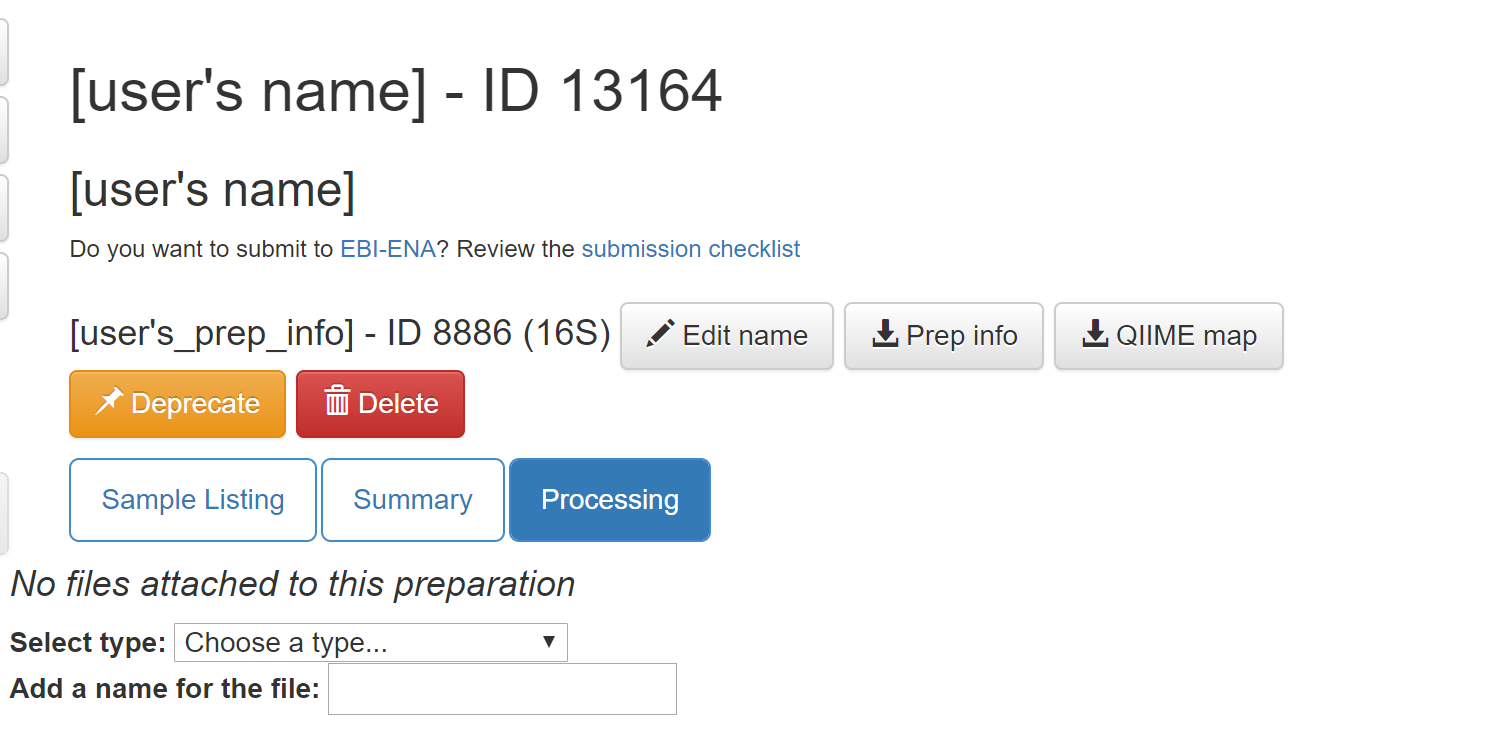 [user's name] - ID 13164
[user's name]
Do you want to submit to EBI-ENA? Review the submission checklist
[user's_prep_info] - ID 8886 (16S) Edit name Prep info QIIME map
Deprecate Delete
Sample Listing Summary Processing
No files attached to this preparation
Select type: Choose a type...
Add a name for the file: